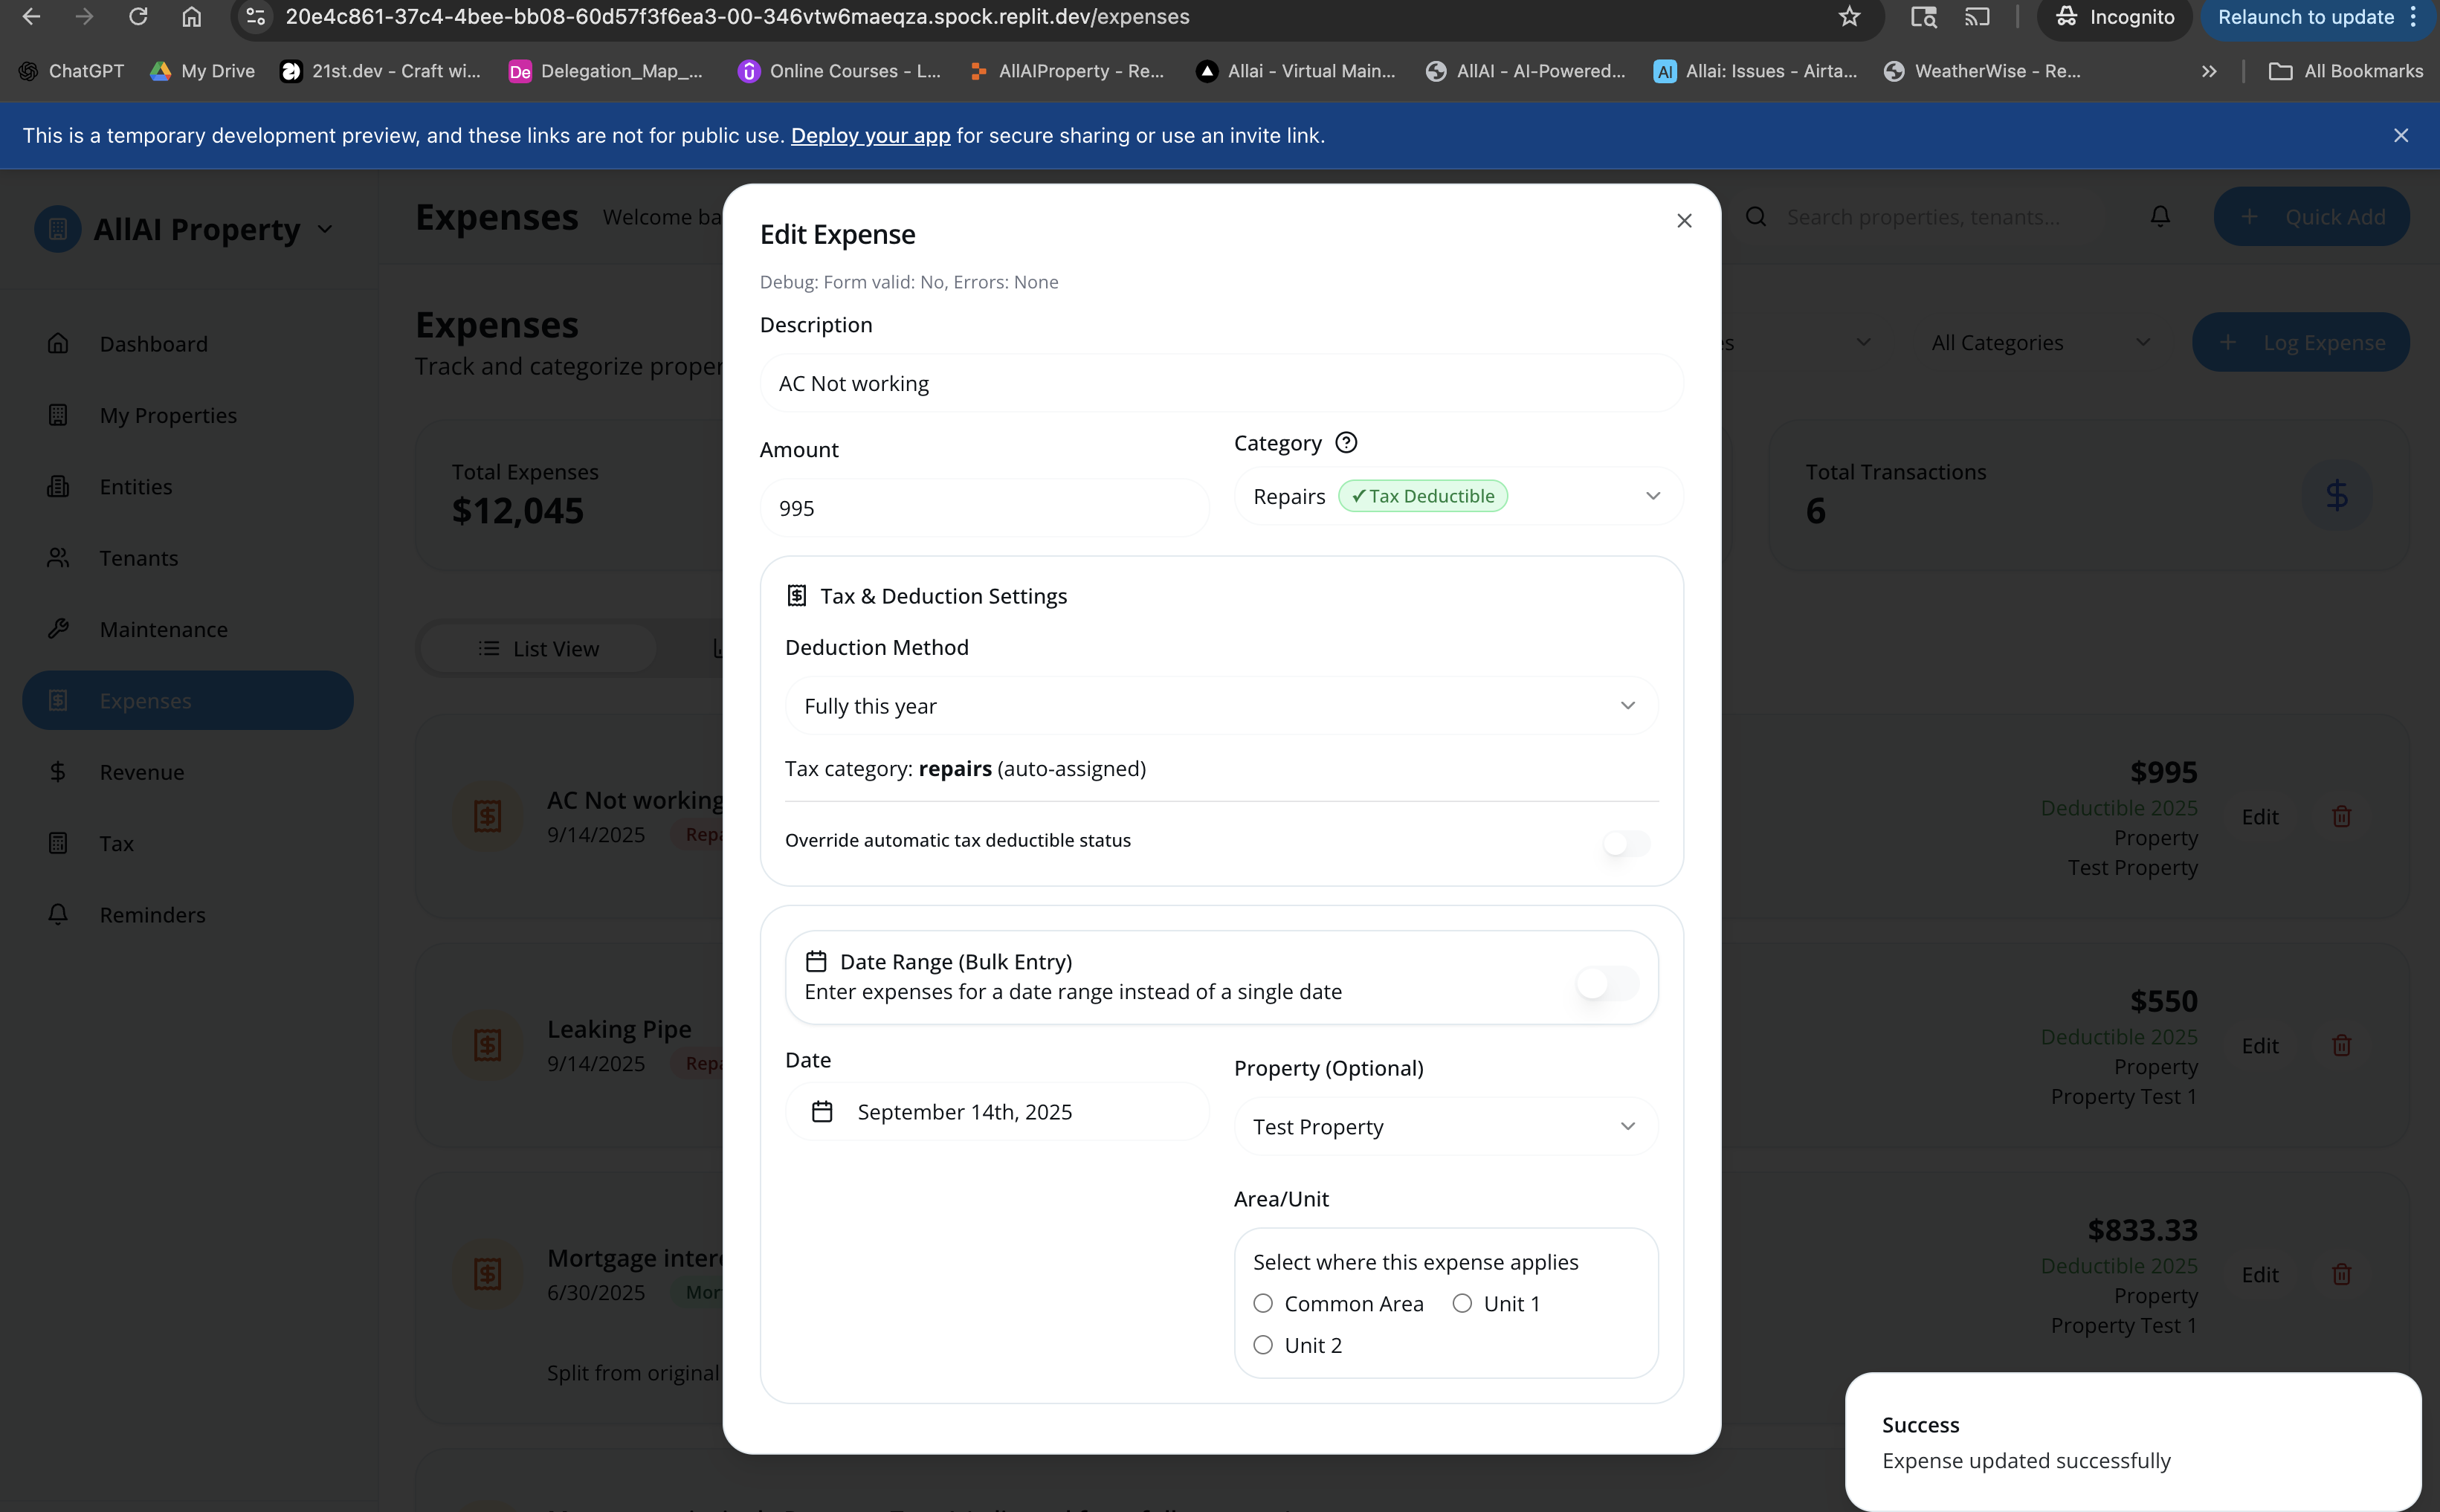 20e4c861-37c4-4bee-bb08-60d57f3f6ea3-00-346vtw6maeqza.spock.replit.dev/expenses
Incognito
Relaunch to update
ChatGPT
My Drive
21st.dev - Craft wi...
De Delegation_Map_...
Online Courses - L...
AllAIProperty - Re...
Allai - Virtual Main...
AllAI - AI-Powered...
AI Allai: Issues - Airta...
WeatherWise - Re...
All Bookmarks
This is a temporary development preview, and these links are not for public use. Deploy your app for secure sharing or use an invite link.
AllAI Property
Dashboard
My Properties
Entities
Tenants
Maintenance
Expenses
Revenue
Tax
Reminders
Expenses Welcome ba
Search properties, tenants...
Quick Add
Expenses
Track and categorize proper
All Categories
Log Expense
Total Expenses
$12,045
Total Transactions
6
List View
AC Not working
9/14/2025 Repa
$995
Deductible 2025
Property
Test Property
Edit
Leaking Pipe
9/14/2025 Repa
$550
Deductible 2025
Property
Property Test 1
Edit
Mortgage intere
6/30/2025 Mor
Split from original
$833.33
Deductible 2025
Property
Property Test 1
Edit
Edit Expense
Debug: Form valid: No, Errors: None
Description
AC Not working
Amount
995
Category
Repairs ✓ Tax Deductible
Tax & Deduction Settings
Deduction Method
Fully this year
Tax category: repairs (auto-assigned)
Override automatic tax deductible status
Date Range (Bulk Entry)
Enter expenses for a date range instead of a single date
Date
September 14th, 2025
Property (Optional)
Test Property
Area/Unit
Select where this expense applies
Common Area
Unit 1
Unit 2
Success
Expense updated successfully